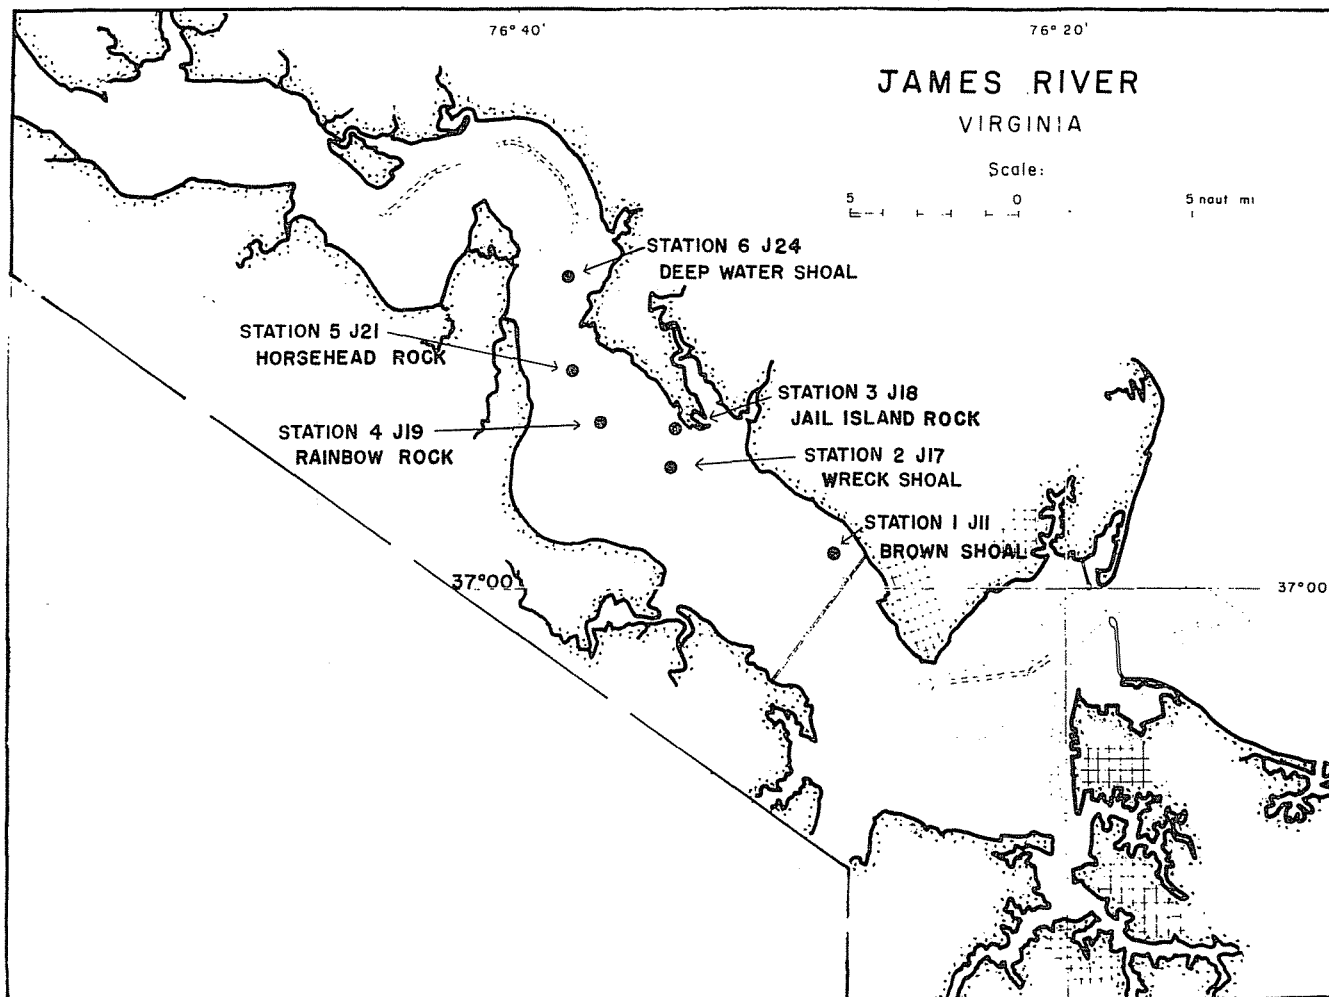 76°40'
76°20'
JAMES RIVER
VIRGINIA
Scale:
5 0 5 naut mi
STATION 6 J24
DEEP WATER SHOAL
STATION 5 J21
HORSEHEAD ROCK
STATION 3 J18
JAIL ISLAND ROCK
STATION 4 J19
RAINBOW ROCK
STATION 2 J17
WRECK SHOAL
STATION 1 J11
BROWN SHOAL
37°00'
37°00